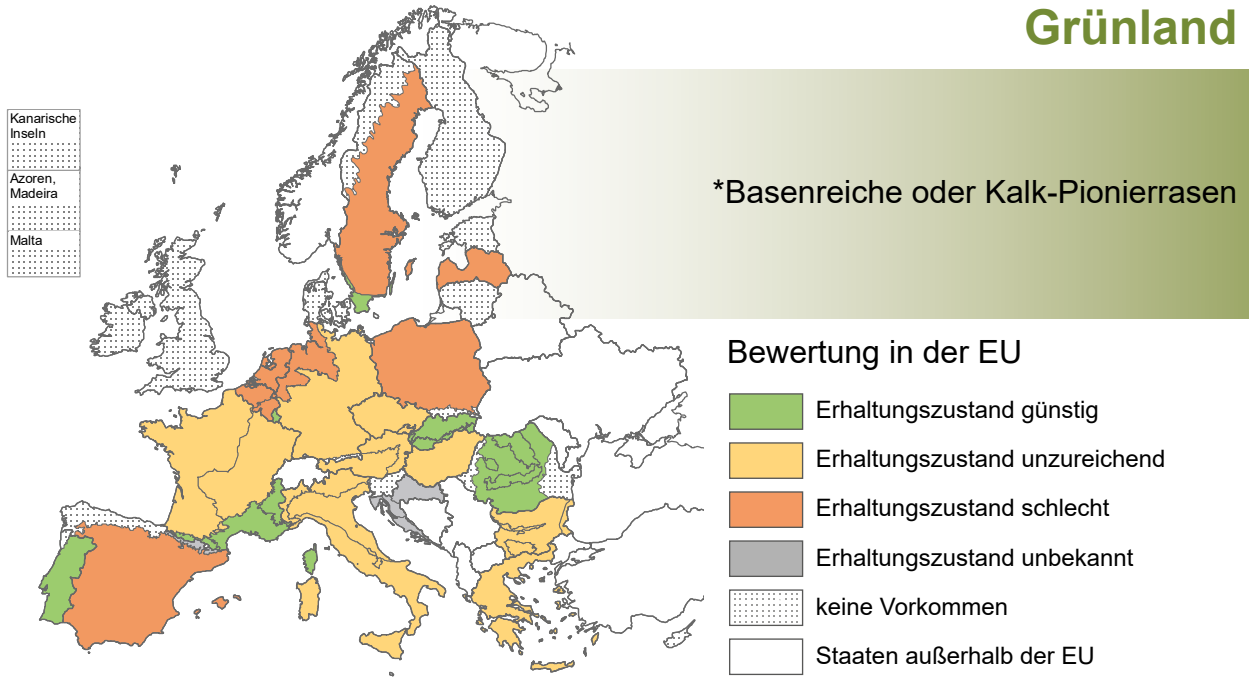 Grünland
Kanarische
Inseln
Azoren,
Madeira
Malta
*Basenreiche oder Kalk-Pionierrasen
Bewertung in der EU
Erhaltungszustand günstig
Erhaltungszustand unzureichend
Erhaltungszustand schlecht
Erhaltungszustand unbekannt
keine Vorkommen
Staaten außerhalb der EU